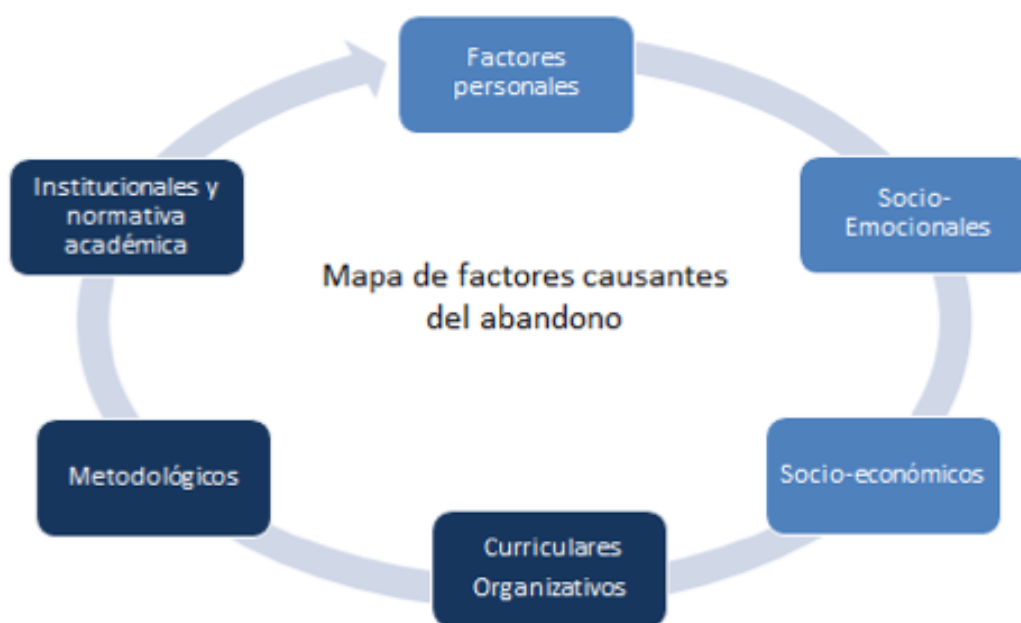 Factores
personales
Socio-
Emocionales
Socio-económicos
Curriculares
Organizativos
Metodológicos
Institucionales y
normativa
académica
Mapa de factores causantes
del abandono